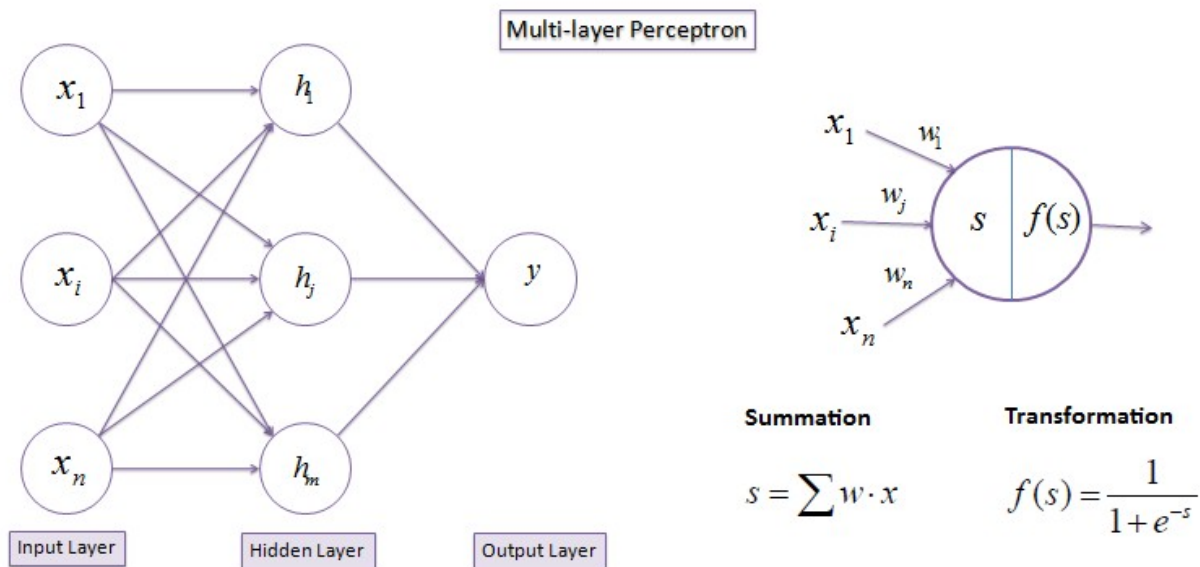 Multi-layer Perceptron
x₁
h₁
xᵢ
hⱼ
y
xₙ
hₘ
Input Layer
Hidden Layer
Output Layer
x₁
w₁
xᵢ
wⱼ
s
f(s)
wₙ
xₙ
Summation
Transformation
s = ∑ w · x
f(s) = 1 / (1 + e⁻ˢ)